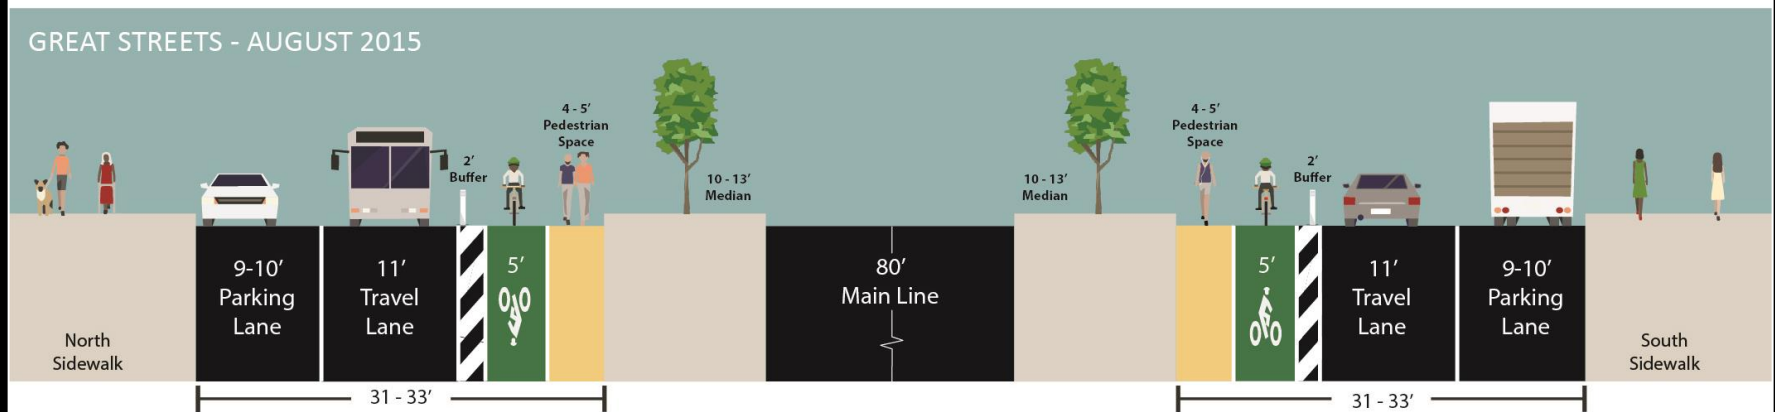 GREAT STREETS - AUGUST 2015
4 - 5’
Pedestrian
Space
2’
Buffer
10 - 13’
Median
10 - 13’
Median
4 - 5’
Pedestrian
Space
2’
Buffer
North
Sidewalk
9-10’
Parking
Lane
11’
Travel
Lane
5’
80’
Main Line
5’
11’
Travel
Lane
9-10’
Parking
Lane
South
Sidewalk
31 - 33’
31 - 33’